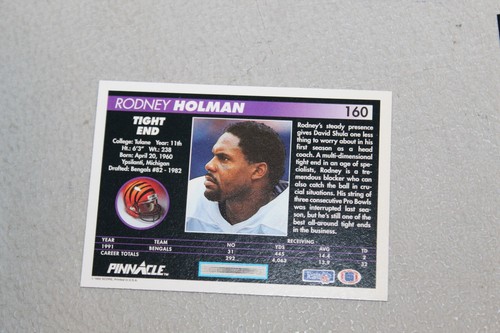 RODNEY HOLMAN
160
TIGHT
END
College: Tulane Year: 11th
Ht.: 6'3" Wt.: 238
Born: April 20, 1960
Ypsilanti, Michigan
Drafted: Bengals #2 - 1982
Rodney's steady presence
gives David Shula one less
thing to worry about in his
first season as a head
coach. A multi-dimensional
tight end in an age of spe-
cialists, Rodney is a tre-
mendous blocker who can
also catch the ball in cru-
cial situations. His string of
three consecutive Pro Bowls
was interrupted last sea-
son, but he's still one of the
best all-around tight ends
in the business.
RECEIVING
YEAR TEAM NO YDS AVG TD
1991 BENGALS 31 445 14.4 2
CAREER TOTALS 292 4,062 13.9 32
PINNACLE